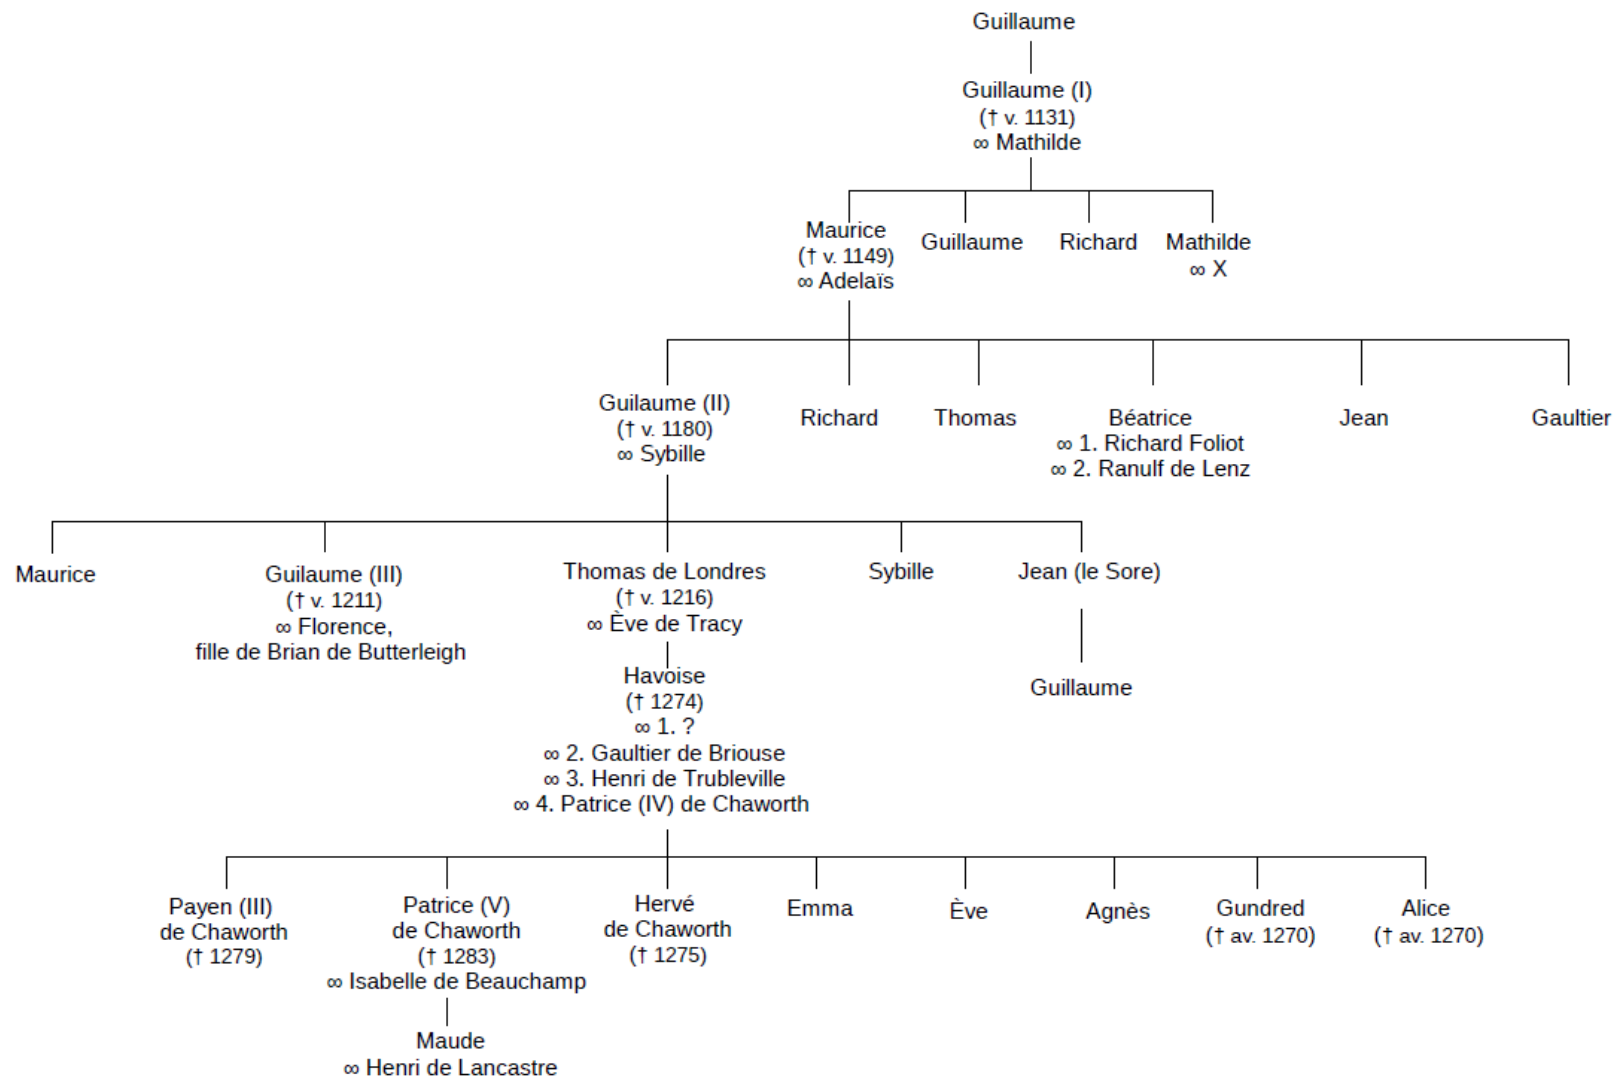 Guillaume
Guillaume (I)
(† v. 1131)
∞ Mathilde
Maurice
(† v. 1149)
∞ Adelaïs
Guillaume
Richard
Mathilde
∞ X
Guilaume (II)
(† v. 1180)
∞ Sybille
Richard
Thomas
Béatrice
∞ 1. Richard Foliot
∞ 2. Ranulf de Lenz
Jean
Gaultier
Maurice
Guilaume (III)
(† v. 1211)
∞ Florence,
fille de Brian de Butterleigh
Thomas de Londres
(† v. 1216)
∞ Ève de Tracy
Sybille
Jean (le Sore)
Havoise
(† 1274)
∞ 1. ?
∞ 2. Gaultier de Briouse
∞ 3. Henri de Trubleville
∞ 4. Patrice (IV) de Chaworth
Guillaume
Payen (III)
de Chaworth
(† 1279)
Patrice (V)
de Chaworth
(† 1283)
∞ Isabelle de Beauchamp
Hervé
de Chaworth
(† 1275)
Emma
Ève
Agnès
Gundred
(† av. 1270)
Alice
(† av. 1270)
Maude
∞ Henri de Lancastre